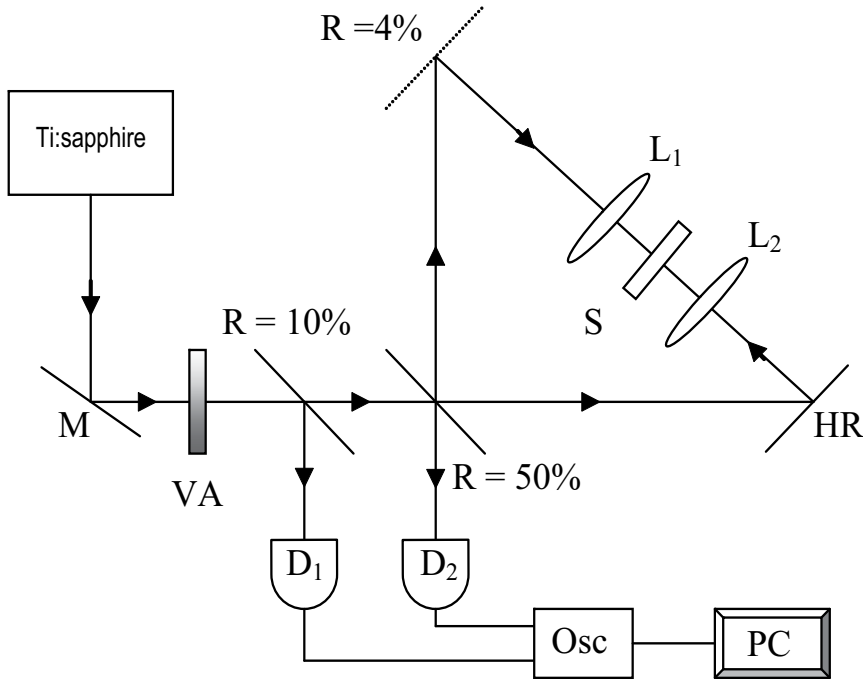 R =4%
Ti:sapphire
L₁
L₂
S
R = 10%
M
HR
VA
R = 50%
D₁
D₂
Osc
PC